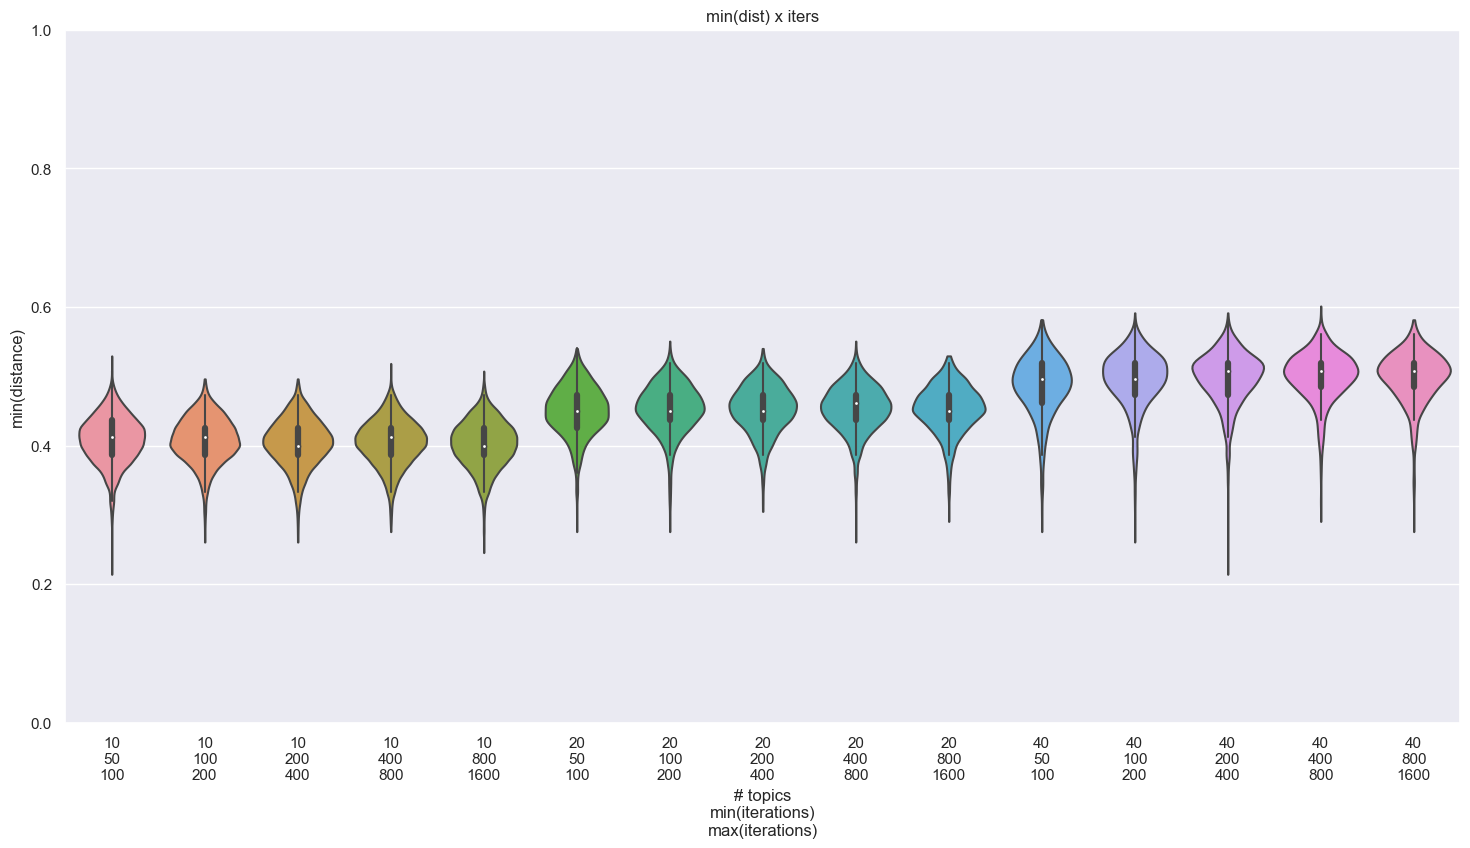 min(dist) x iters
1.0
0.8
0.6
0.4
0.2
0.0
min(distance)
10 10 10 10 10 20 20 20 20 20 40 40 40 40 40
50 100 200 400 800 50 100 200 400 800 50 100 200 400 800
100 200 400 800 1600 100 200 400 800 1600 100 200 400 800 1600
# topics
min(iterations)
max(iterations)